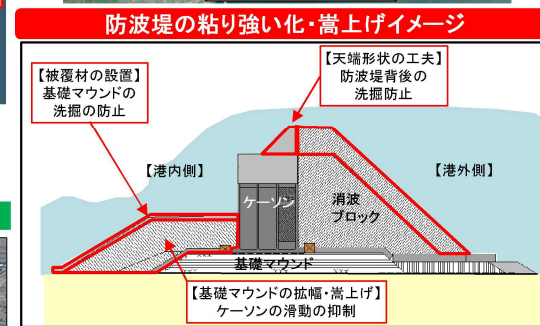 防波堤の粘り強い化・嵩上げイメージ
【天端形状の工夫】
防波堤背後の
洗掘防止
【被覆材の設置】
基礎マウンドの
洗掘の防止
【港内側】
【港外側】
ケーソン
消波
ブロック
基礎マウンド
【基礎マウンドの拡幅・嵩上げ】
ケーソンの滑動の抑制